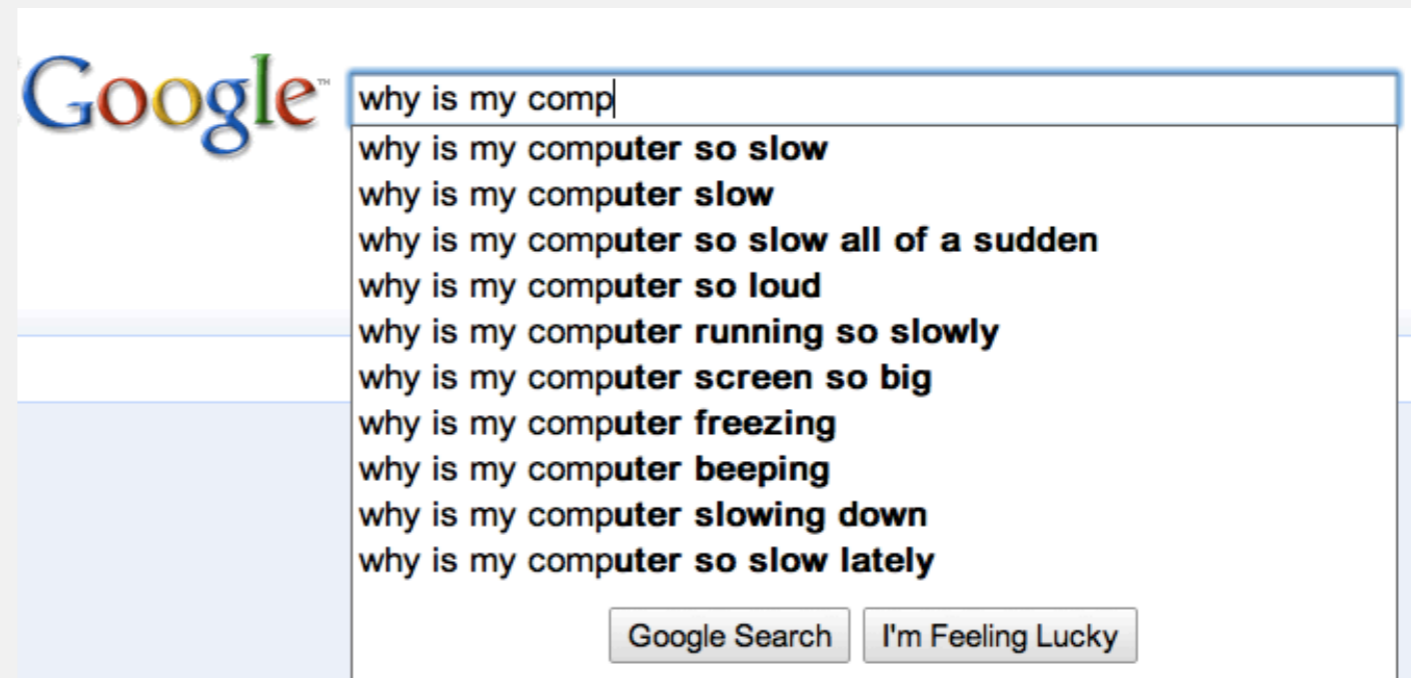 Google™
why is my comp
why is my computer so slow
why is my computer slow
why is my computer so slow all of a sudden
why is my computer so loud
why is my computer running so slowly
why is my computer screen so big
why is my computer freezing
why is my computer beeping
why is my computer slowing down
why is my computer so slow lately
Google Search I'm Feeling Lucky